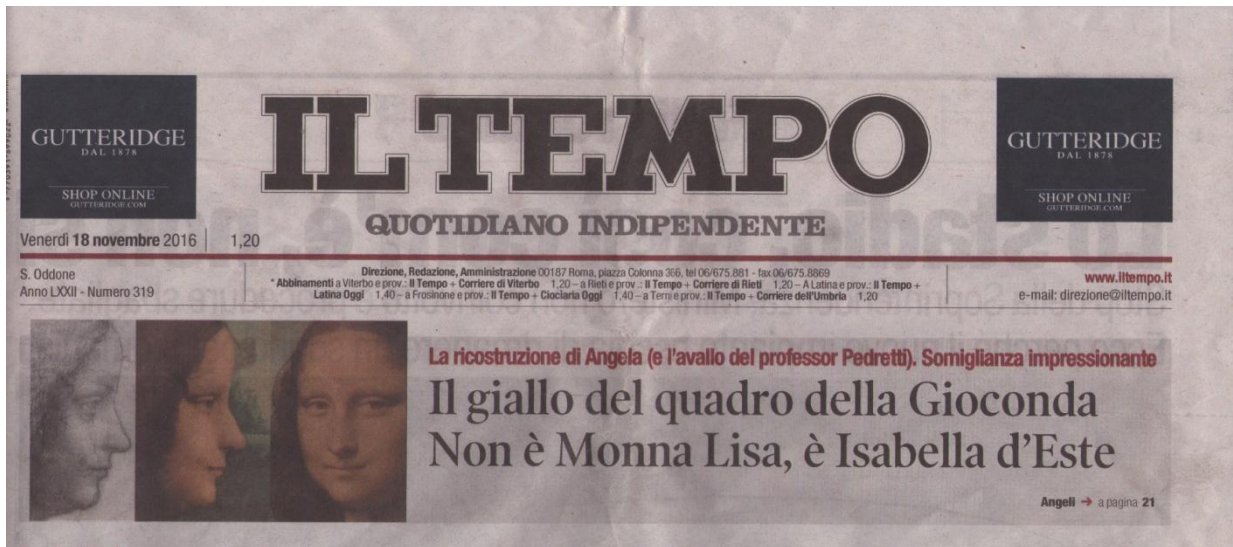 GUTTERIDGE
DAL 1878
SHOP ONLINE
GUTTERIDGE.COM
IL TEMPO
QUOTIDIANO INDIPENDENTE
GUTTERIDGE
DAL 1878
SHOP ONLINE
GUTTERIDGE.COM
Venerdì 18 novembre 2016 1,20
S. Oddone
Anno LXXII - Numero 319
Direzione, Redazione, Amministrazione 00187 Roma, piazza Colonna 366, tel 06/675.881 - fax 06/675.8869
* Abbinamenti a Viterbo e prov.: Il Tempo + Corriere di Viterbo 1,20 – a Rieti e prov.: Il Tempo + Corriere di Rieti 1,20 – A Latina e prov.: Il Tempo +
Latina Oggi 1,40 – a Frosinone e prov.: Il Tempo + Ciociaria Oggi 1,40 – a Terni e prov.: Il Tempo + Corriere dell'Umbria 1,20
www.iltempo.it
e-mail: direzione@iltempo.it
La ricostruzione di Angela (e l'avallo del professor Pedretti). Somiglianza impressionante
Il giallo del quadro della Gioconda
Non è Monna Lisa, è Isabella d'Este
Angeli → a pagina 21